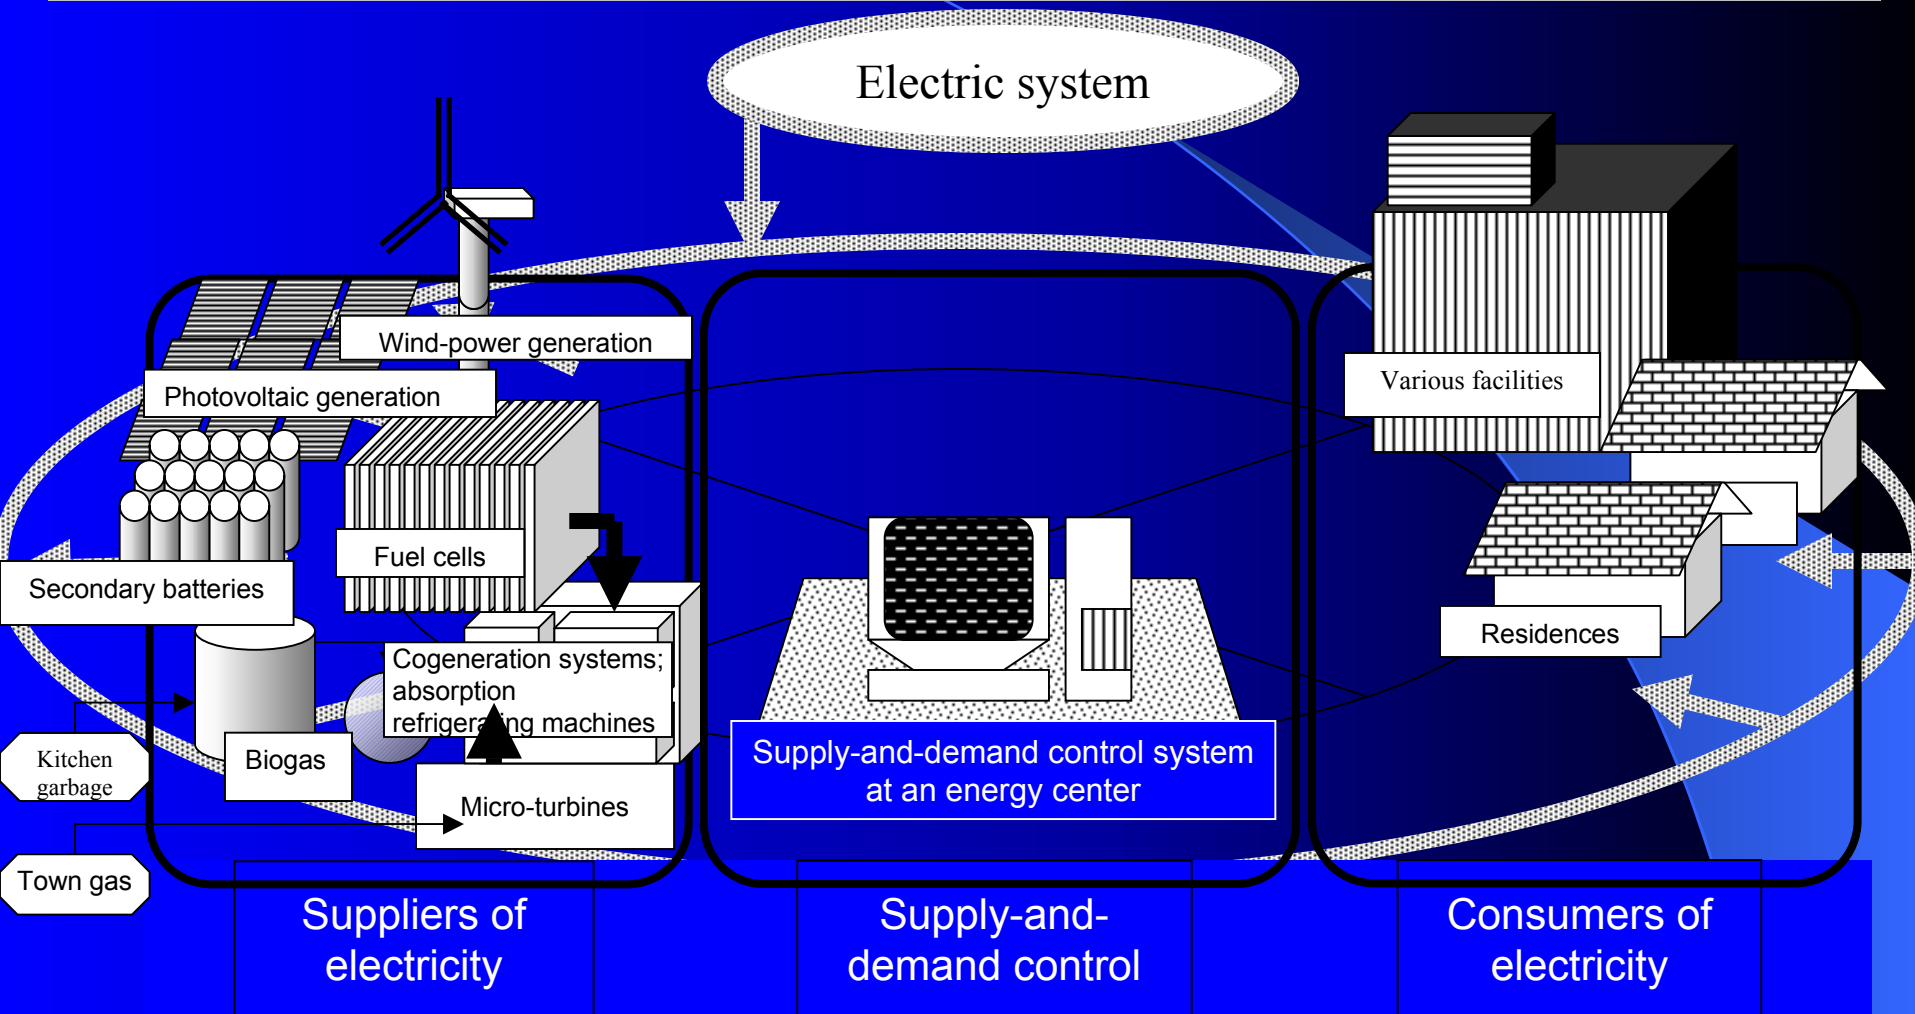 Electric system
Wind-power generation
Photovoltaic generation
Various facilities
Fuel cells
Secondary batteries
Residences
Cogeneration systems;
absorption
refrigerating machines
Kitchen
garbage
Biogas
Micro-turbines
Town gas
Supply-and-demand control system
at an energy center
Suppliers of
electricity
Supply-and-
demand control
Consumers of
electricity